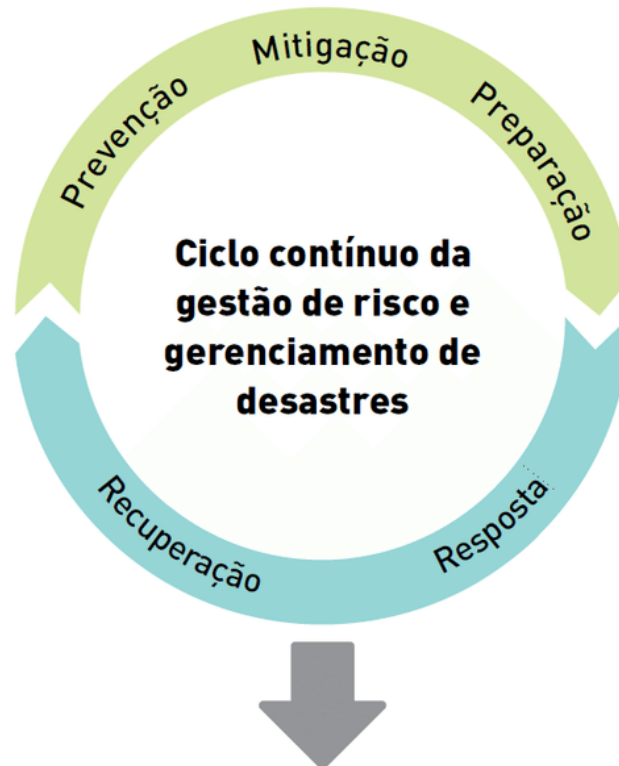 Prevenção
Mitigação
Preparação
Ciclo contínuo da
gestão de risco e
gerenciamento de
desastres
Recuperação
Resposta